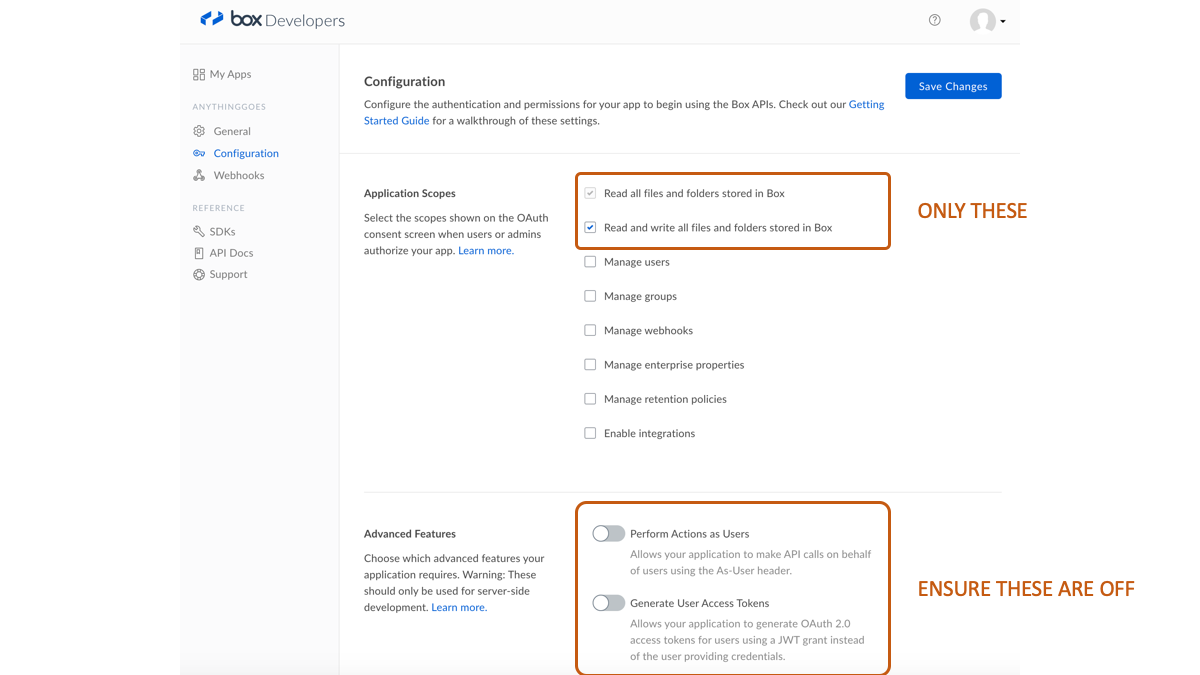 box Developers
My Apps
ANYTHINGGOES
General
Configuration
Webhooks
REFERENCE
SDKs
API Docs
Support
Configuration
Configure the authentication and permissions for your app to begin using the Box APIs. Check out our Getting
Started Guide for a walkthrough of these settings.
Save Changes
Application Scopes
Select the scopes shown on the OAuth
consent screen when users or admins
authorize your app. Learn more.
Read all files and folders stored in Box
Read and write all files and folders stored in Box
Manage users
Manage groups
Manage webhooks
Manage enterprise properties
Manage retention policies
Enable integrations
ONLY THESE
Advanced Features
Choose which advanced features your
application requires. Warning: These
should only be used for server-side
development. Learn more.
Perform Actions as Users
Allows your application to make API calls on behalf
of users using the As-User header.
Generate User Access Tokens
Allows your application to generate OAuth 2.0
access tokens for users using a JWT grant instead
of the user providing credentials.
ENSURE THESE ARE OFF